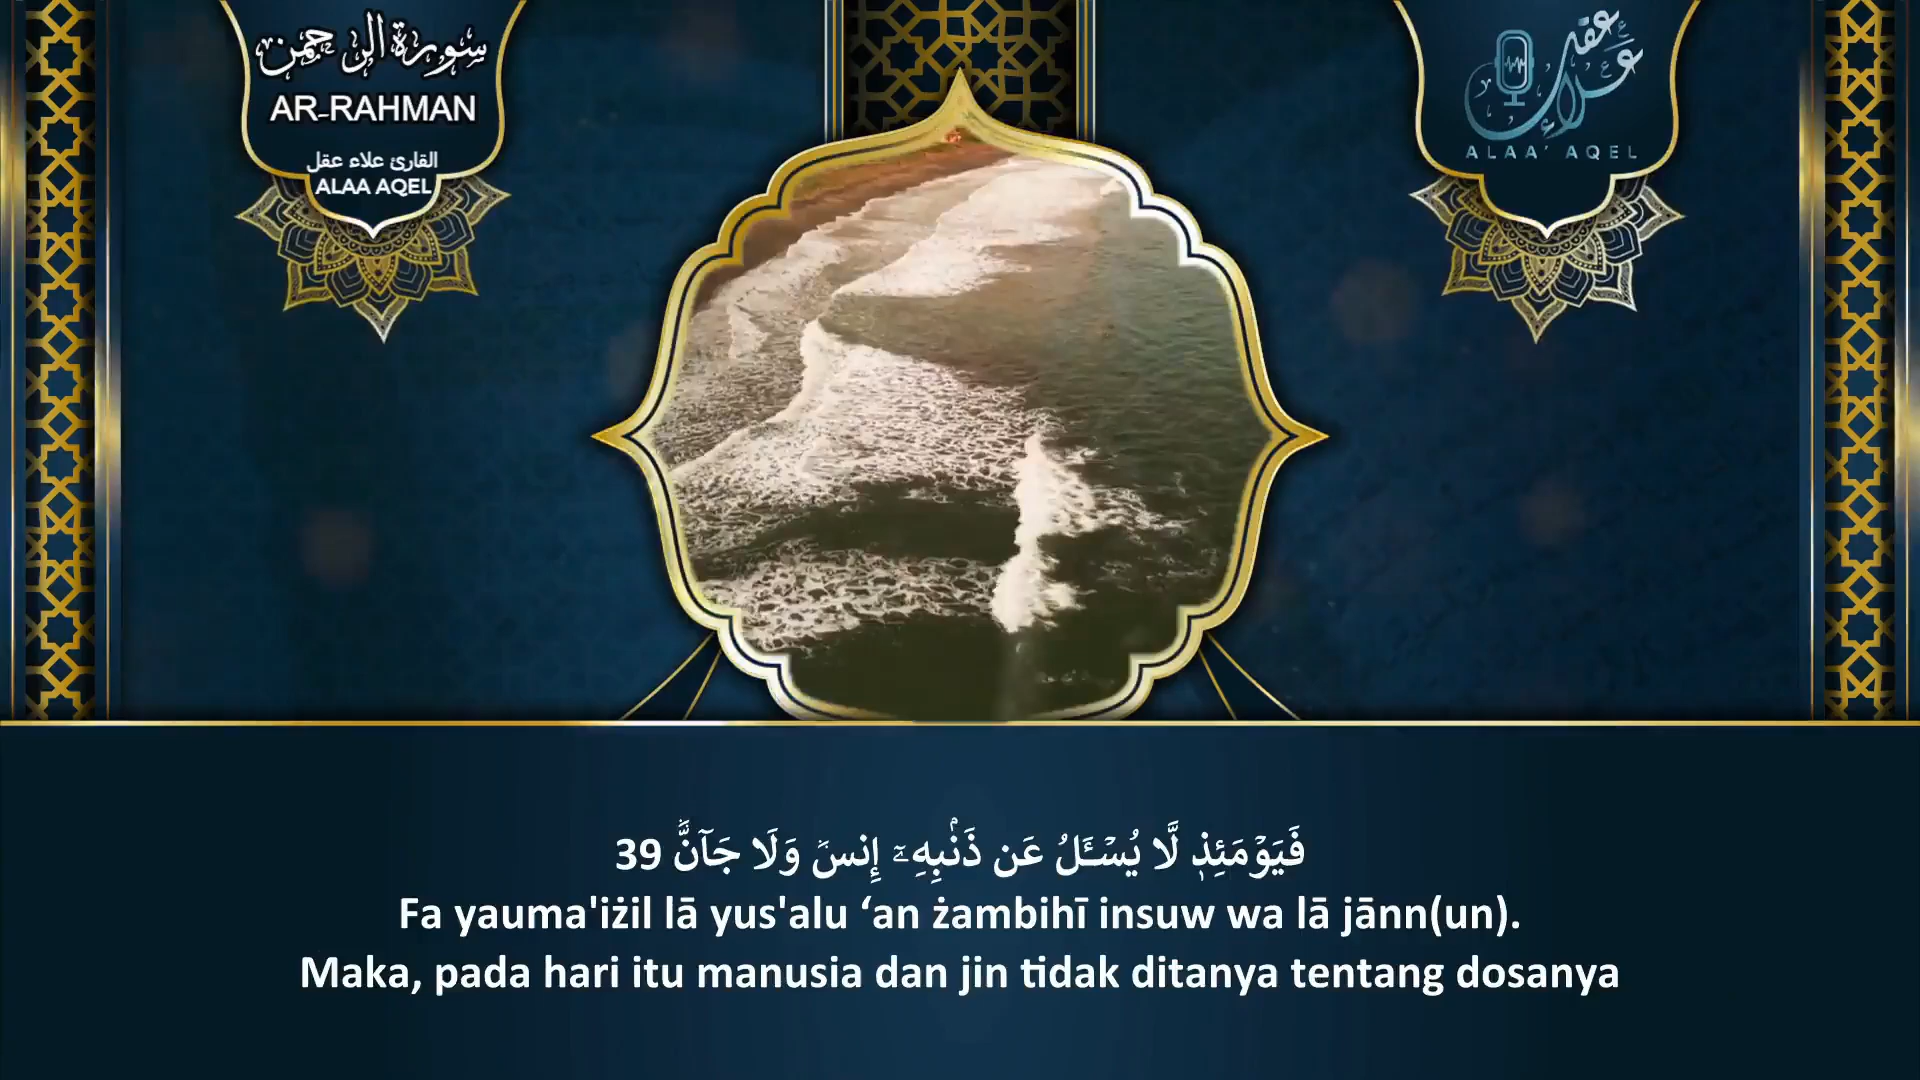 سورة الرحمن
AR-RAHMAN
القارئ علاء عقل
ALAA AQEL
علاء عقل
ALAA' AQEL
فَيَوْمَئِذٍ لَّا يُسْـَٔلُ عَن ذَنۢبِهِۦٓ إِنسٌ وَلَا جَآنٌّ 39
Fa yauma'iżil lā yus'alu ‘an żambihī insuw wa lā jānn(un).
Maka, pada hari itu manusia dan jin tidak ditanya tentang dosanya